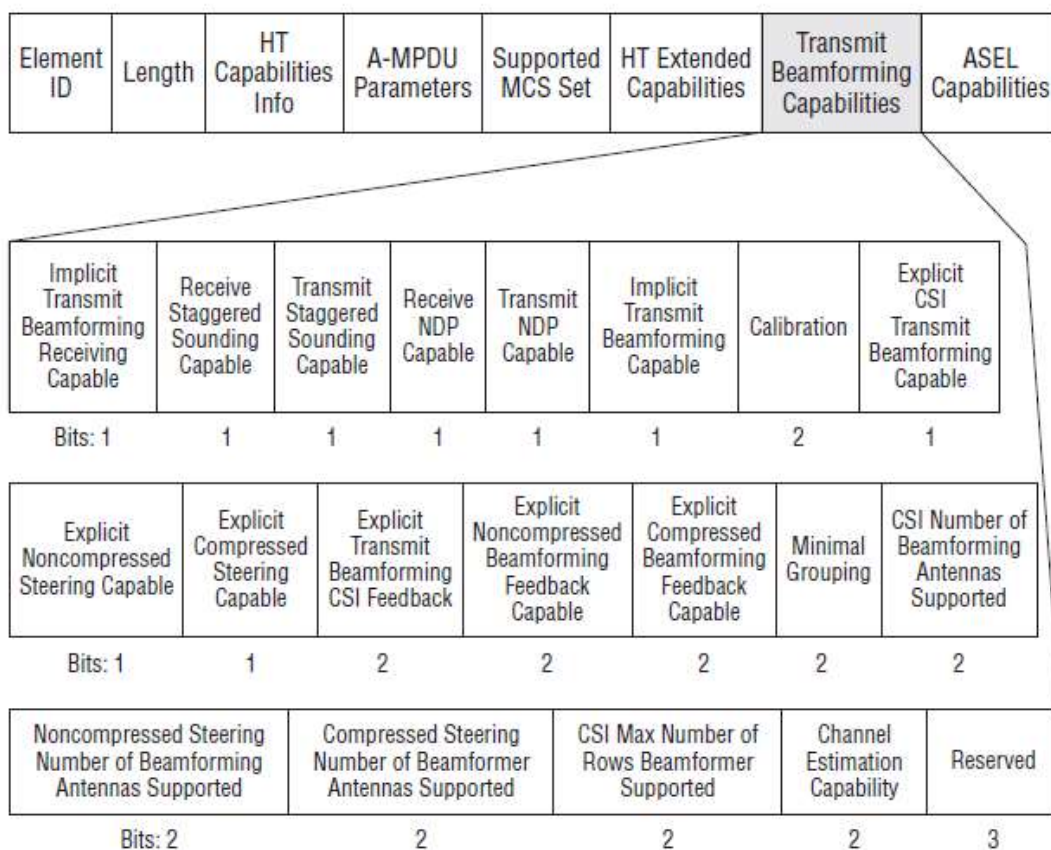 Element
ID
Length
HT
Capabilities
Info
A-MPDU
Parameters
Supported
MCS Set
HT Extended
Capabilities
Transmit
Beamforming
Capabilities
ASEL
Capabilities
Implicit
Transmit
Beamforming
Receiving
Capable
Receive
Staggered
Sounding
Capable
Transmit
Staggered
Sounding
Capable
Receive
NDP
Capable
Transmit
NDP
Capable
Implicit
Transmit
Beamforming
Capable
Calibration
Explicit
CSI
Transmit
Beamforming
Capable
Bits: 1 1 1 1 1 1 2 1
Explicit
Noncompressed
Steering Capable
Explicit
Compressed
Steering
Capable
Explicit
Transmit
Beamforming
CSI Feedback
Explicit
Noncompressed
Beamforming
Feedback
Capable
Explicit
Compressed
Beamforming
Feedback
Capable
Minimal
Grouping
CSI Number of
Beamforming
Antennas
Supported
Bits: 1 1 2 2 2 2 2
Noncompressed Steering
Number of Beamforming
Antennas Supported
Compressed Steering
Number of Beamformer
Antennas Supported
CSI Max Number of
Rows Beamformer
Supported
Channel
Estimation
Capability
Reserved
Bits: 2 2 2 2 3